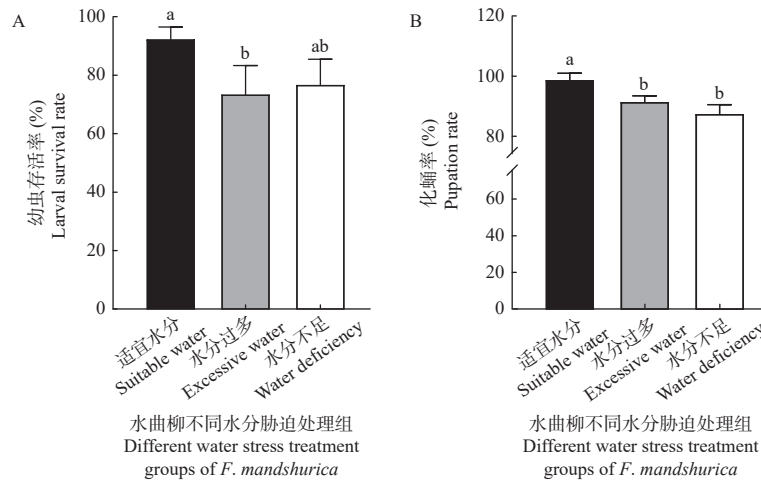 A
幼虫存活率 (%)
Larval survival rate
100
80
60
40
20
0
a
b
ab
适宜水分
Suitable water
水分过多
Excessive water
水分不足
Water deficiency
水曲柳不同水分胁迫处理组
Different water stress treatment
groups of F. mandshurica
B
化蛹率 (%)
Pupation rate
120
100
80
60
40
20
0
a
b
b
适宜水分
Suitable water
水分过多
Excessive water
水分不足
Water deficiency
水曲柳不同水分胁迫处理组
Different water stress treatment
groups of F. mandshurica